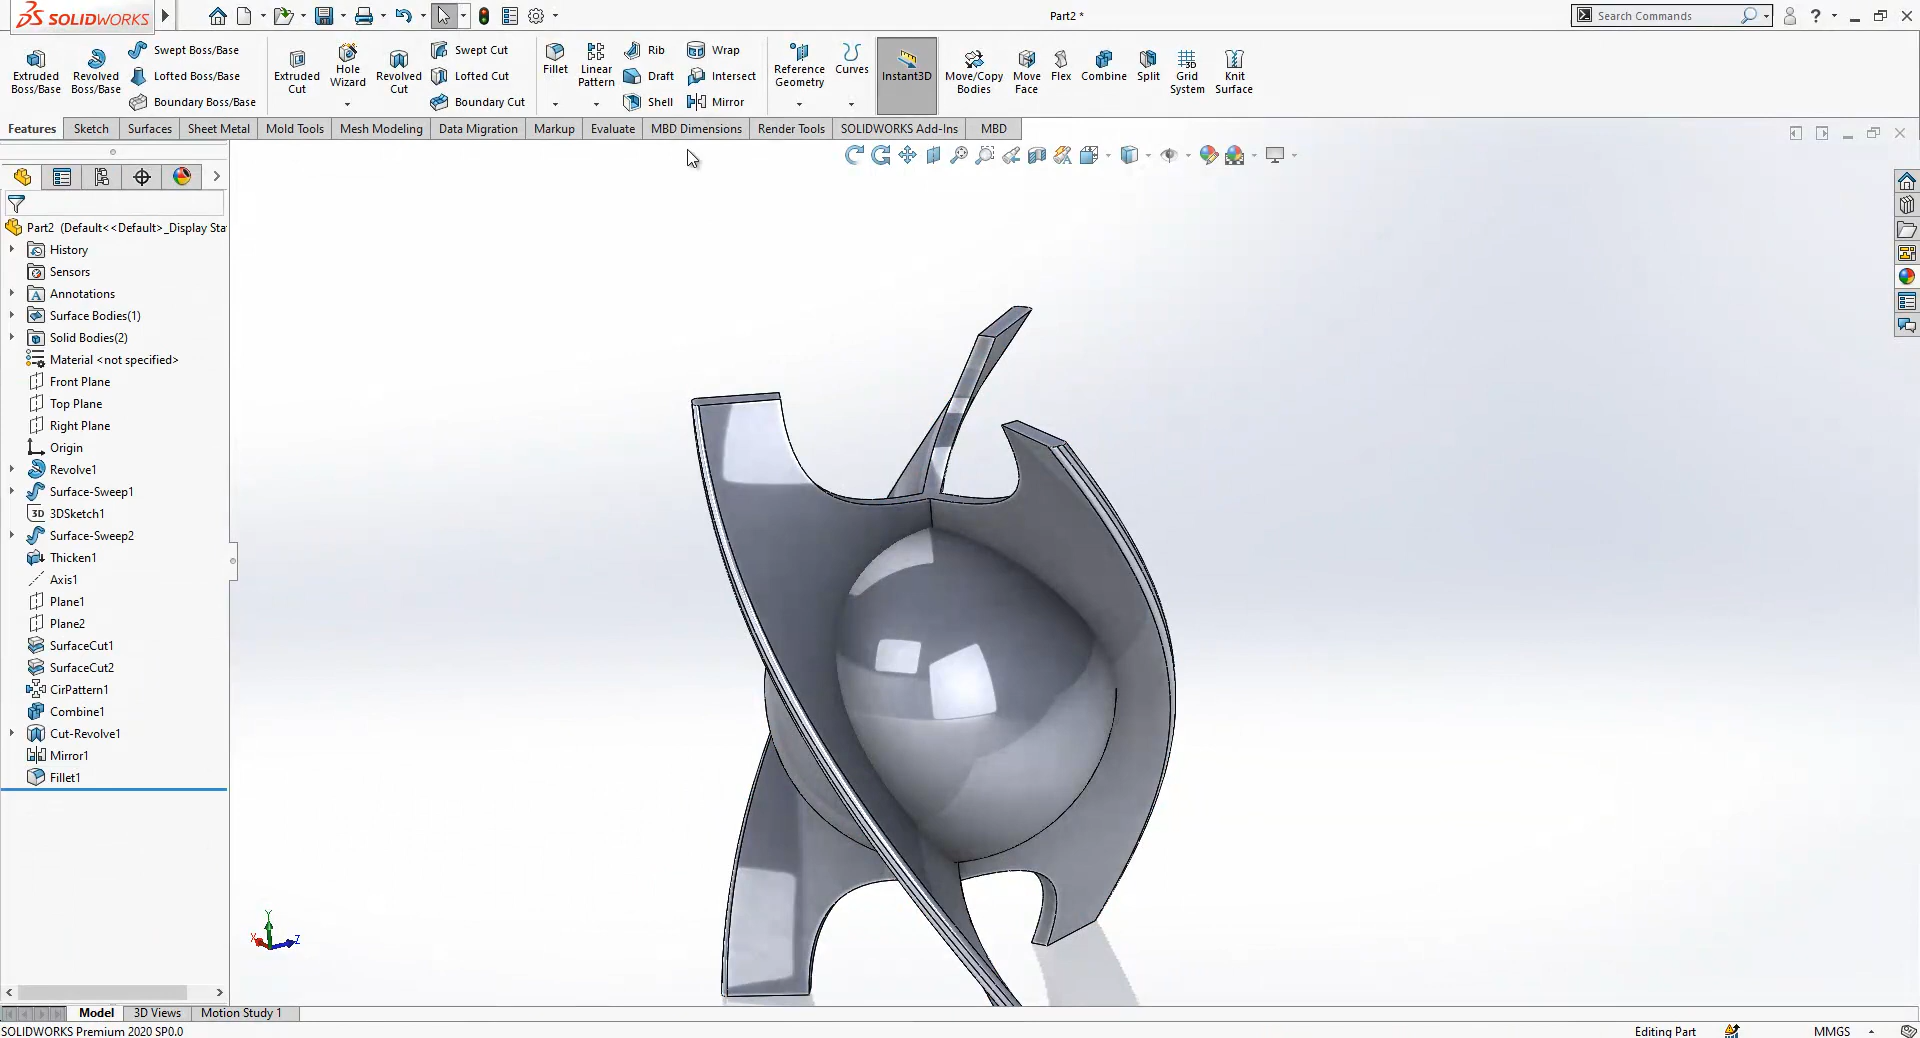 SOLIDWORKS
Part2 *
Search Commands
Extruded Boss/Base
Revolved Boss/Base
Swept Boss/Base
Lofted Boss/Base
Boundary Boss/Base
Extruded Cut
Hole Wizard
Revolved Cut
Swept Cut
Lofted Cut
Boundary Cut
Fillet
Linear Pattern
Rib
Draft
Shell
Wrap
Intersect
Mirror
Reference Geometry
Curves
Instant3D
Move/Copy Bodies
Move Face
Flex
Combine
Split
Grid System
Knit Surface
Features
Sketch
Surfaces
Sheet Metal
Mold Tools
Mesh Modeling
Data Migration
Markup
Evaluate
MBD Dimensions
Render Tools
SOLIDWORKS Add-Ins
MBD
Part2 (Default<<Default>_Display Sta
History
Sensors
Annotations
Surface Bodies(1)
Solid Bodies(2)
Material <not specified>
Front Plane
Top Plane
Right Plane
Origin
Revolve1
Surface-Sweep1
3D 3DSketch1
Surface-Sweep2
Thicken1
Axis1
Plane1
Plane2
SurfaceCut1
SurfaceCut2
CirPattern1
Combine1
Cut-Revolve1
Mirror1
Fillet1
Y
X
Z
Model
3D Views
Motion Study 1
SOLIDWORKS Premium 2020 SP0.0
Editing Part
MMGS